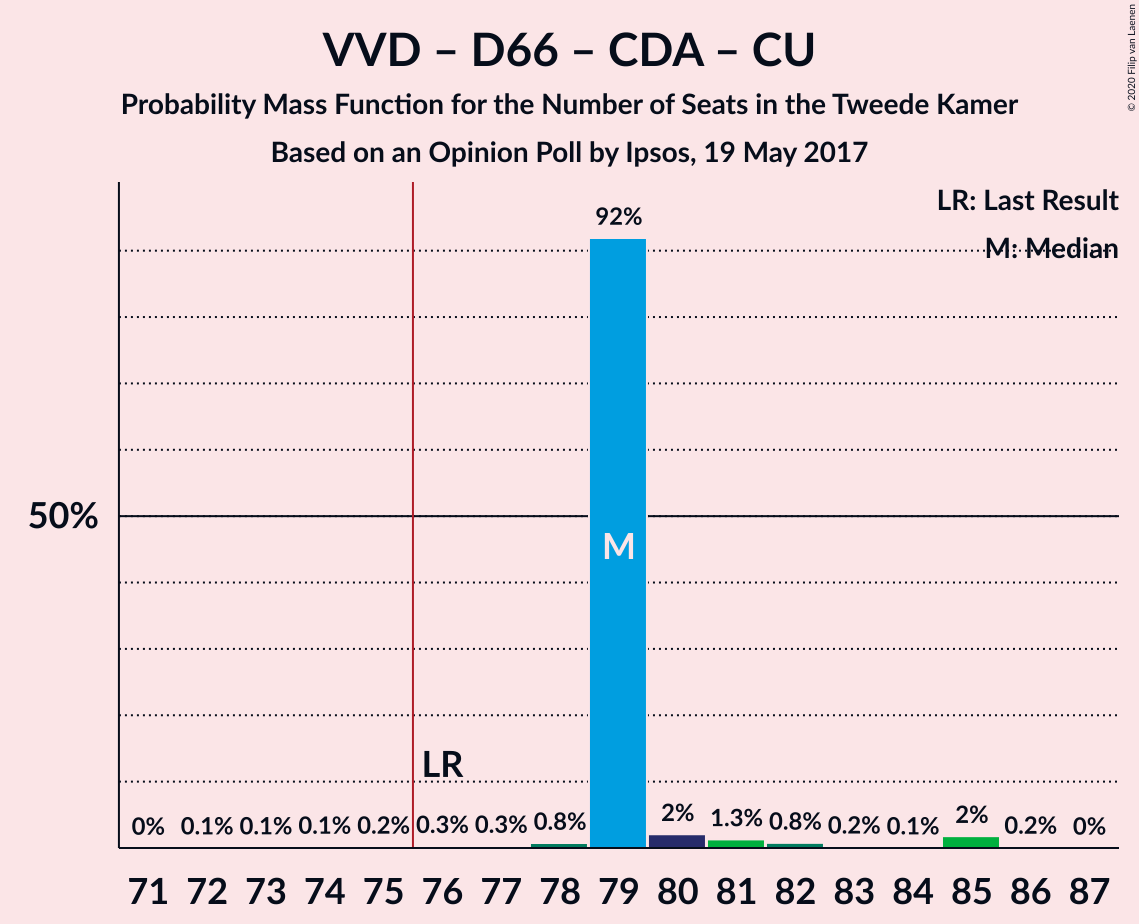 VVD – D66 – CDA – CU
Probability Mass Function for the Number of Seats in the Tweede Kamer
Based on an Opinion Poll by Ipsos, 19 May 2017
© 2020 Filip van Laenen
LR: Last Result
M: Median
92%
50%
M
LR
0% 0.1% 0.1% 0.1% 0.2% 0.3% 0.3% 0.8% 2% 1.3% 0.8% 0.2% 0.1% 2% 0.2% 0%
71 72 73 74 75 76 77 78 79 80 81 82 83 84 85 86 87